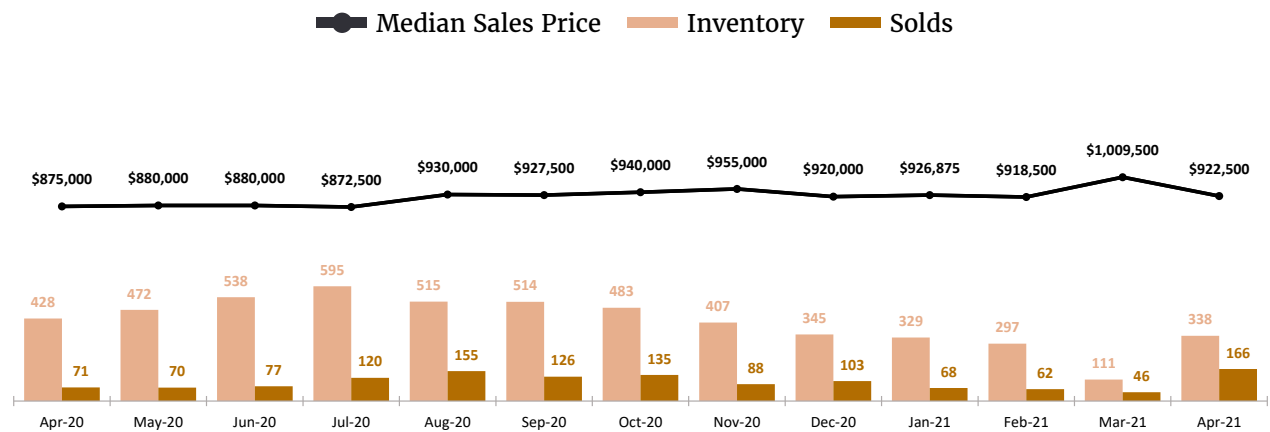 Median Sales Price Inventory Solds
$875,000 $880,000 $880,000 $872,500 $930,000 $927,500 $940,000 $955,000 $920,000 $926,875 $918,500 $1,009,500 $922,500
428 472 538 595 515 514 483 407 345 329 297 111 338
71 70 77 120 155 126 135 88 103 68 62 46 166
Apr-20 May-20 Jun-20 Jul-20 Aug-20 Sep-20 Oct-20 Nov-20 Dec-20 Jan-21 Feb-21 Mar-21 Apr-21